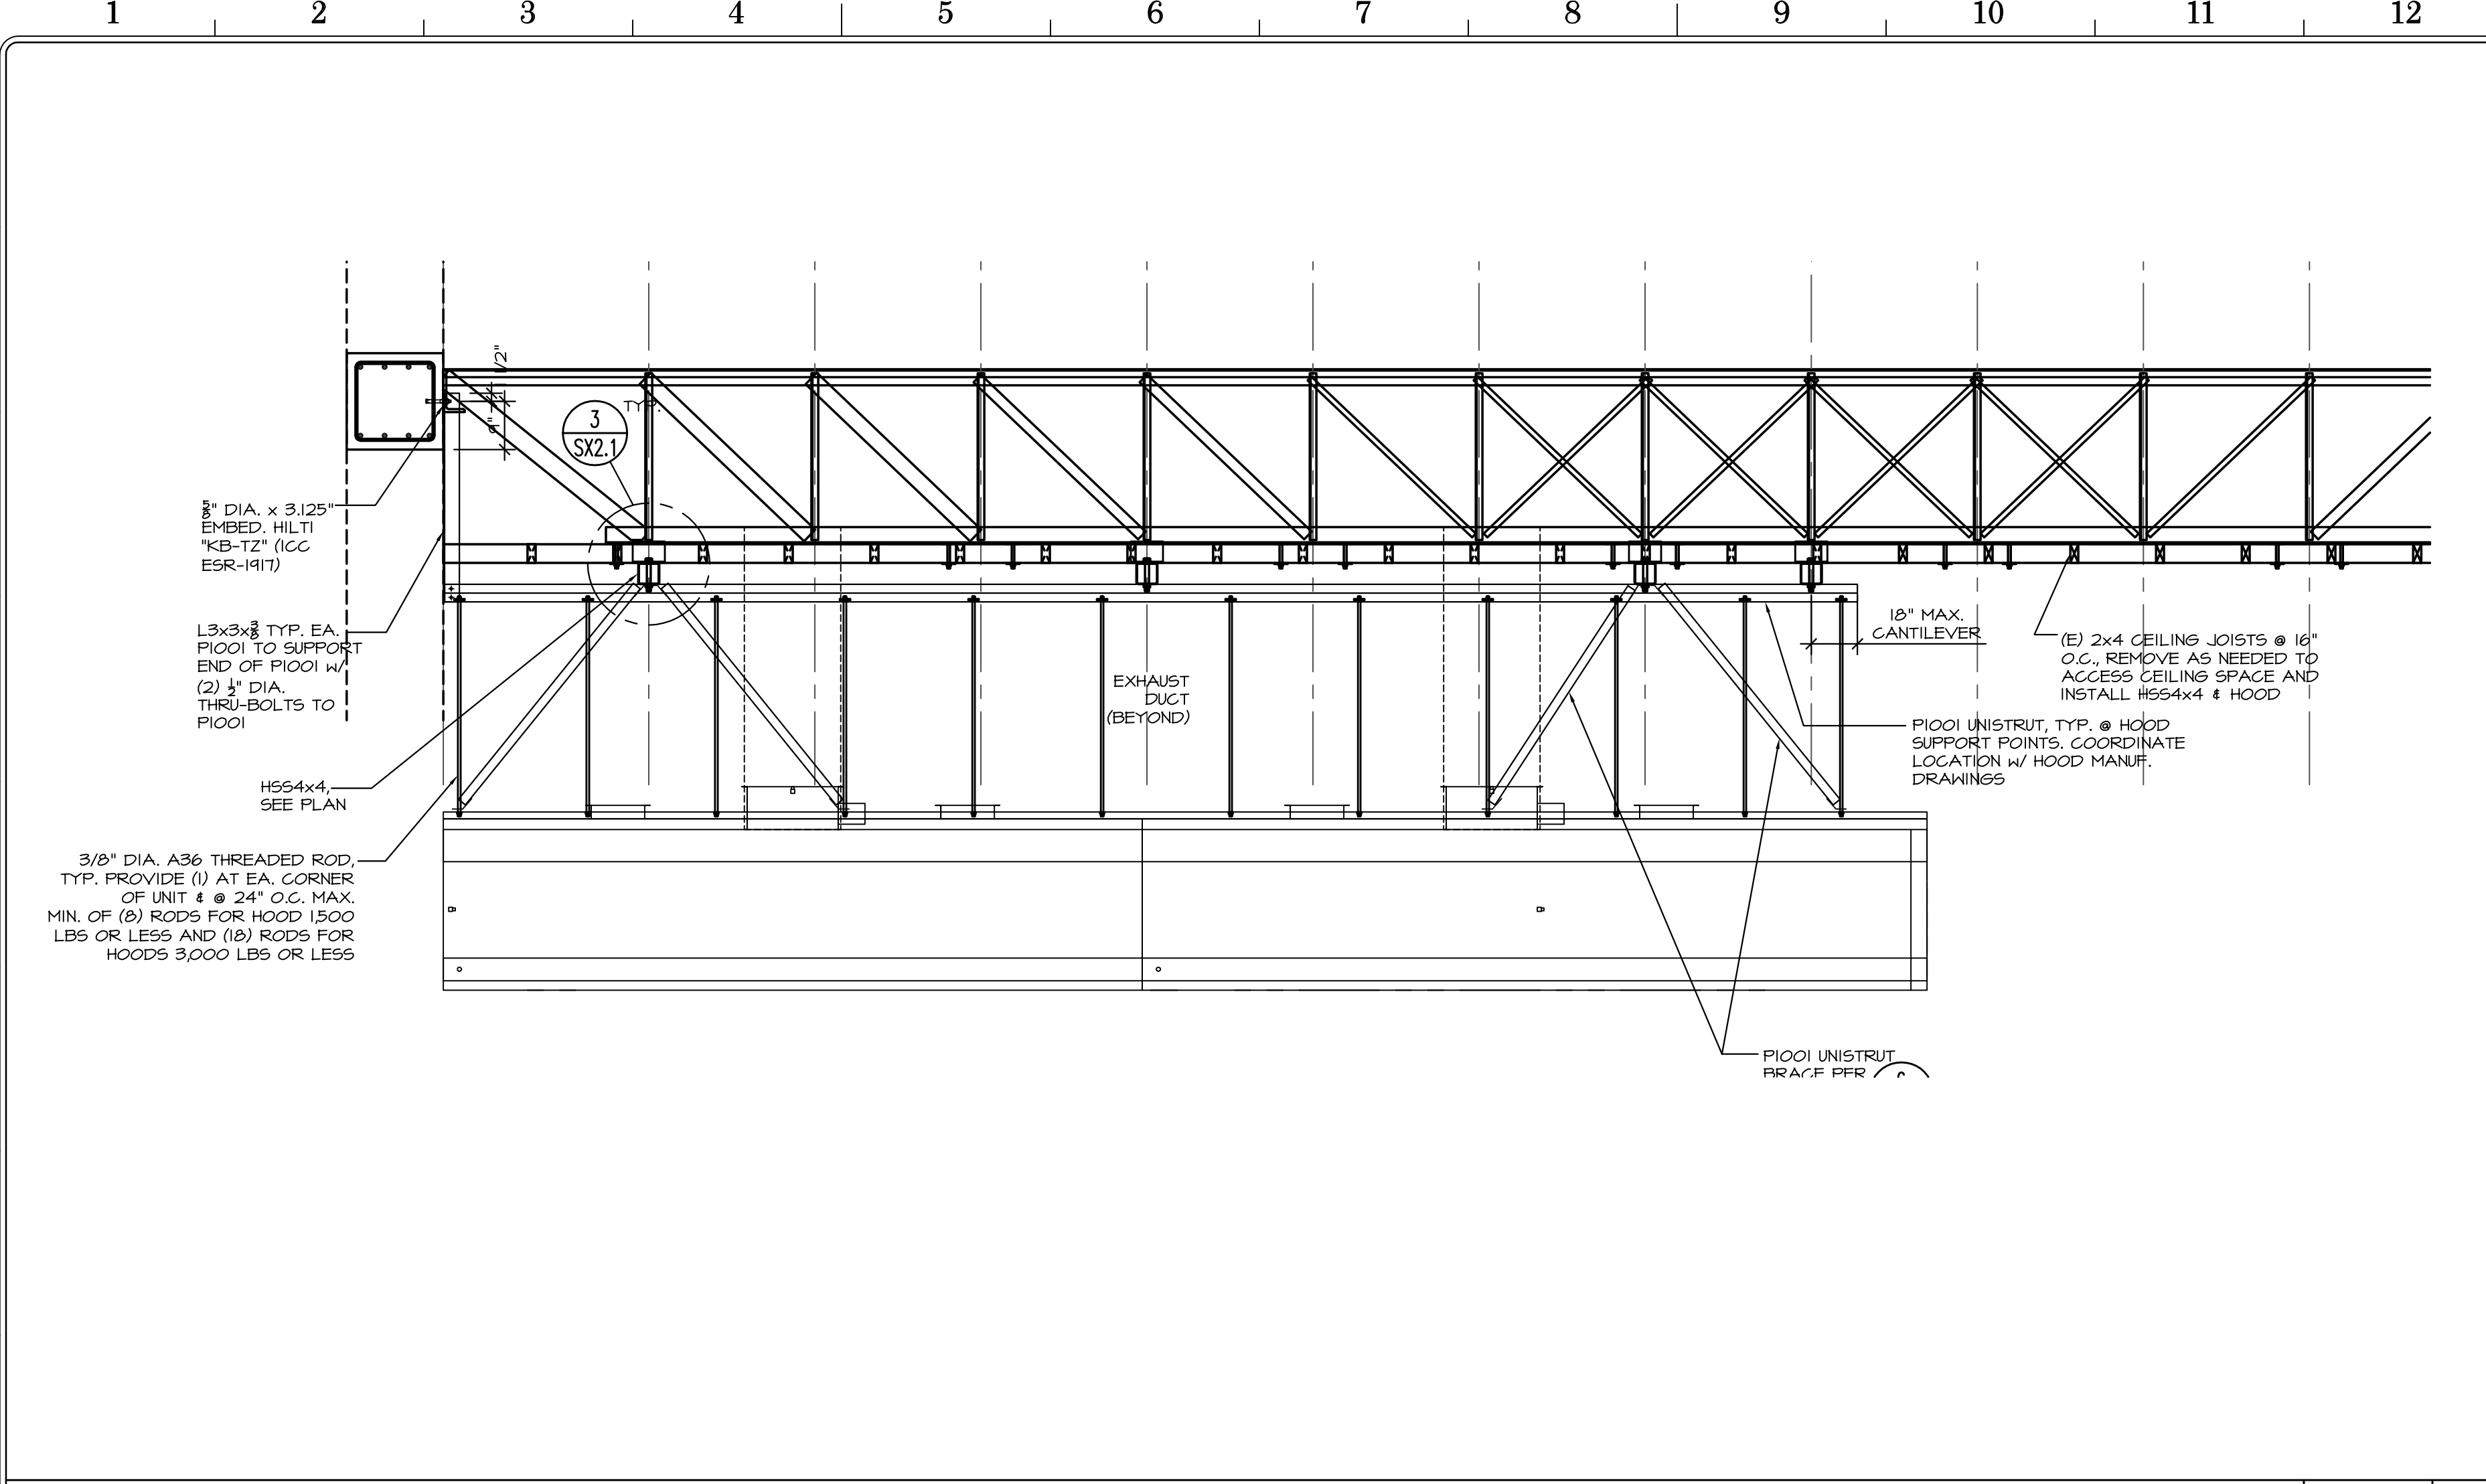 1 2 3 4 5 6 7 8 9 10 11 12
1/2"
9"
3
SX2.1
TYP.
5/8" DIA. x 3.125"
EMBED. HILTI
"KB-TZ" (ICC
ESR-1917)
L3x3x3/8 TYP. EA.
P1001 TO SUPPORT
END OF P1001 w/
(2) 1/2" DIA.
THRU-BOLTS TO
P1001
HSS4x4,
SEE PLAN
3/8" DIA. A36 THREADED ROD,
TYP. PROVIDE (1) AT EA. CORNER
OF UNIT & @ 24" O.C. MAX.
MIN. OF (8) RODS FOR HOOD 1,500
LBS OR LESS AND (18) RODS FOR
HOODS 3,000 LBS OR LESS
EXHAUST
DUCT
(BEYOND)
18" MAX.
CANTILEVER
(E) 2x4 CEILING JOISTS @ 16"
O.C., REMOVE AS NEEDED TO
ACCESS CEILING SPACE AND
INSTALL HSS4x4 & HOOD
P1001 UNISTRUT, TYP. @ HOOD
SUPPORT POINTS. COORDINATE
LOCATION w/ HOOD MANUF.
DRAWINGS
P1001 UNISTRUT
BRACE PER